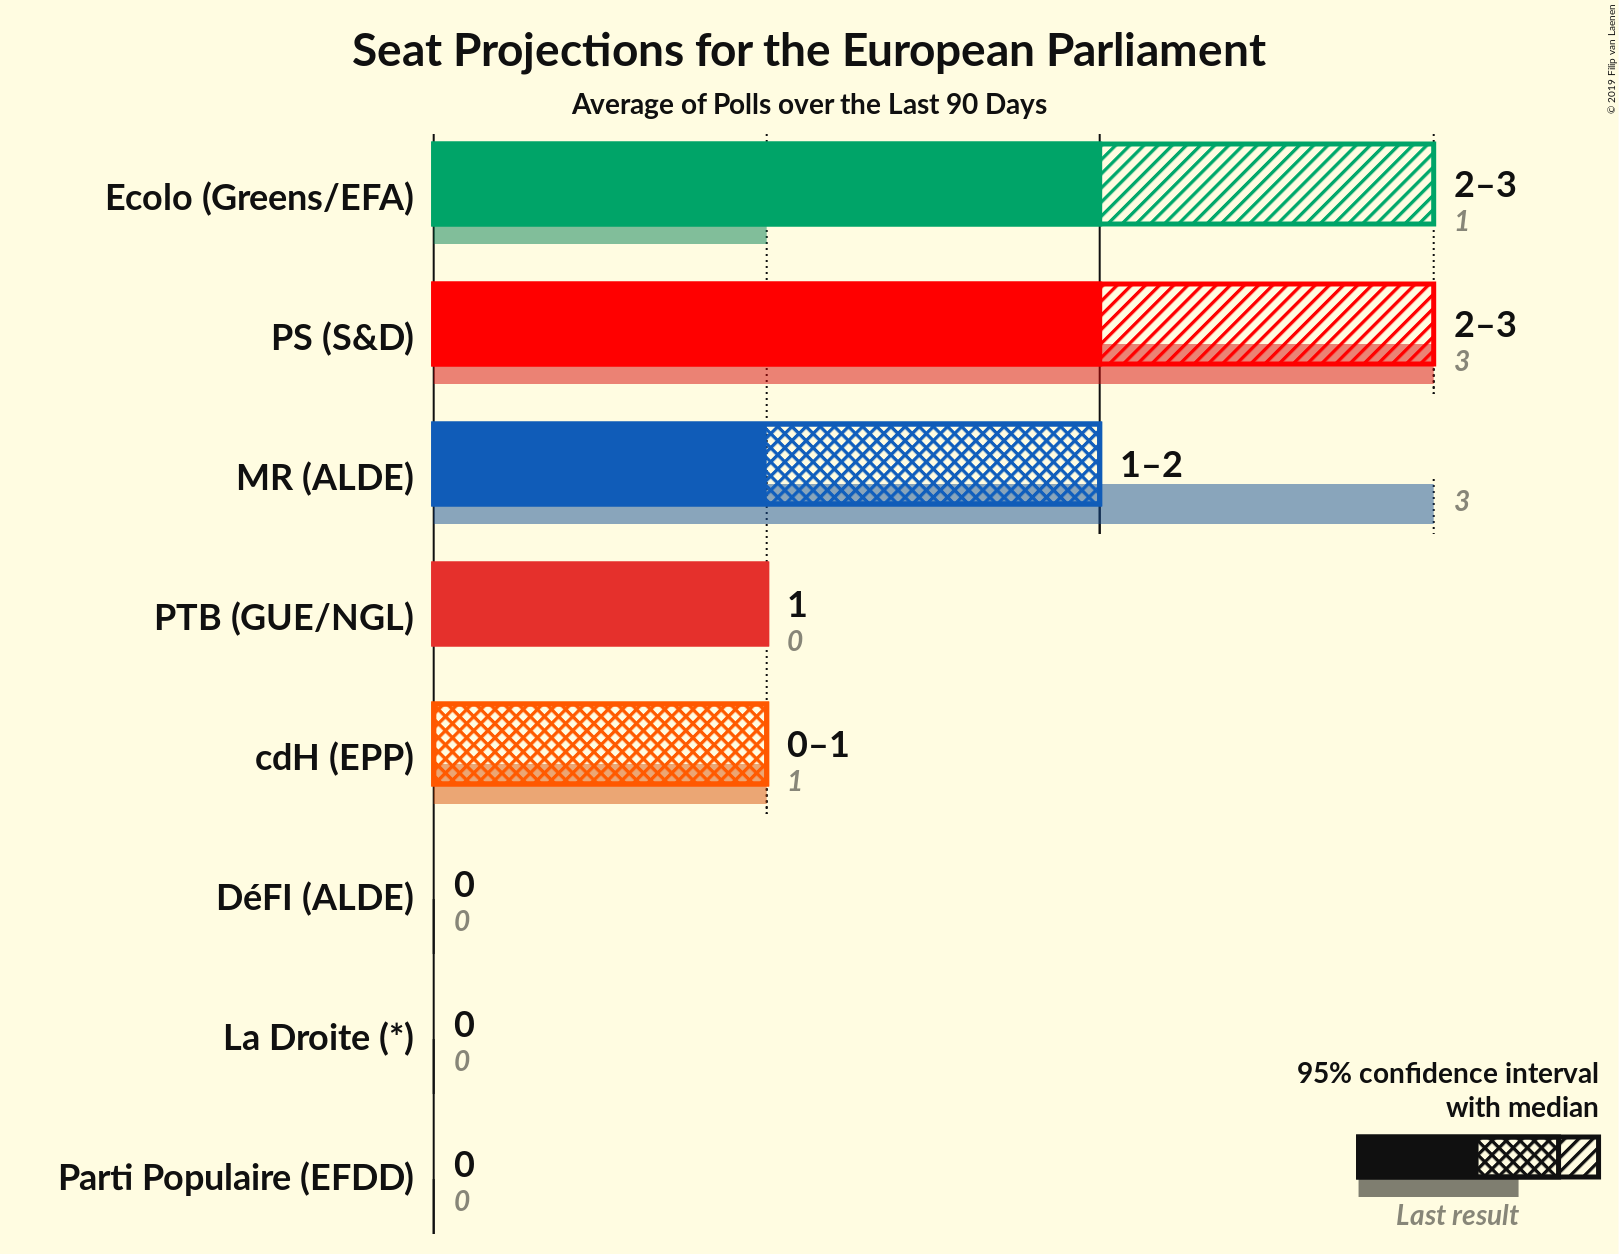 Seat Projections for the European Parliament
Average of Polls over the Last 90 Days
© 2019 Filip van Laenen
Ecolo (Greens/EFA)
2–3
1
PS (S&D)
2–3
3
MR (ALDE)
1–2
3
PTB (GUE/NGL)
1
0
cdH (EPP)
0–1
1
DéFI (ALDE)
0
0
La Droite (*)
0
0
Parti Populaire (EFDD)
0
0
95% confidence interval
with median
Last result